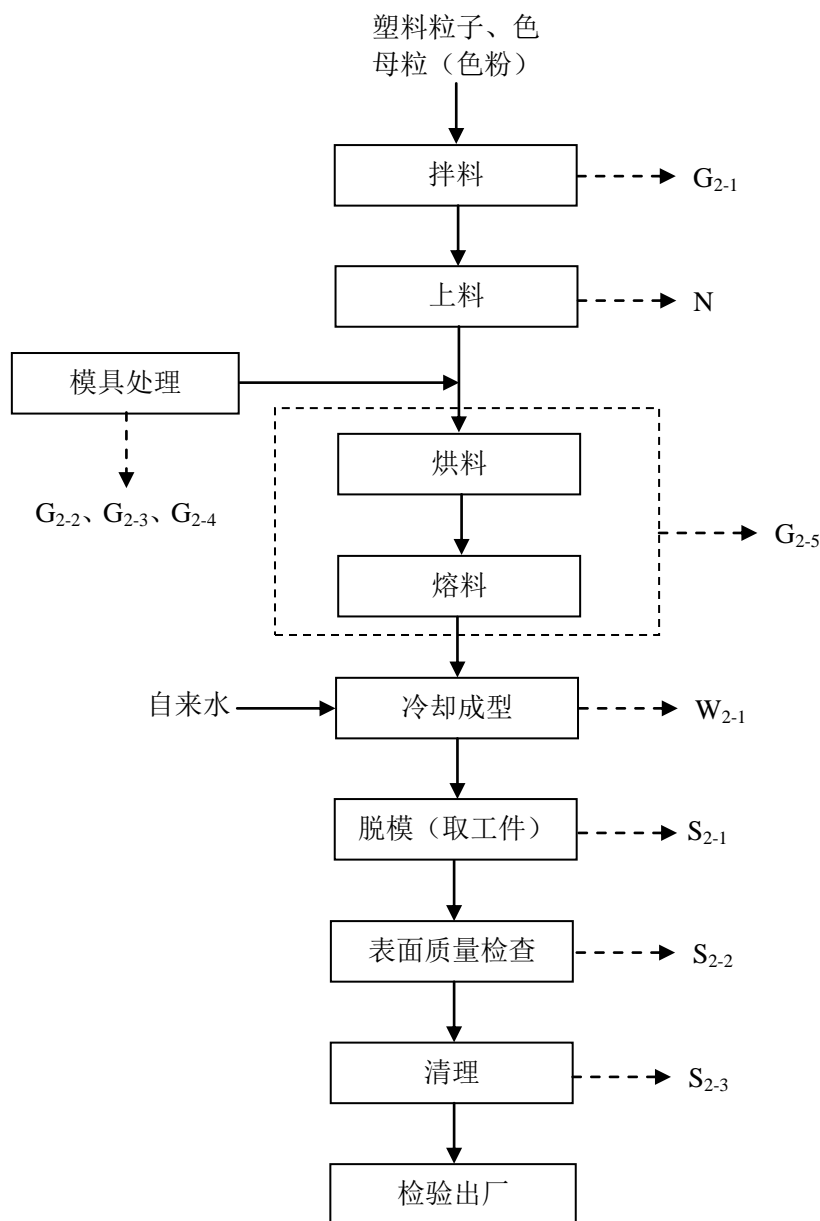 塑料粒子、色
母粒（色粉）
拌料
G2-1
上料
N
模具处理
烘料
G2-2、G2-3、G2-4
G2-5
熔料
自来水
冷却成型
W2-1
脱模（取工件）
S2-1
表面质量检查
S2-2
清理
S2-3
检验出厂